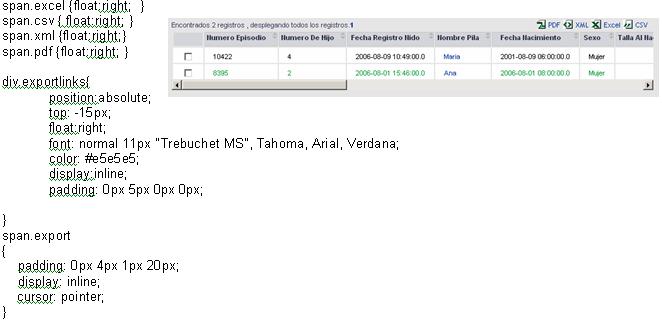 span.excel {float:right;  }
span.csv {float:right;  }
span.xml {float:right;}
span.pdf {float:right;  }
div.exportlinks{
position:absolute;
top: -15px;
float:right;
font: normal 11px "Trebuchet MS", Tahoma, Arial, Verdana;
color: #e5e5e5;
display:inline;
padding: 0px 5px 0px 0px;
}
span.export
{
padding: 0px 4px 1px 20px;
display: inline;
cursor: pointer;
}
Encontrados 2 registros , desplegando todos los registros.1 PDF XML Excel CSV
Numero Episodio Numero De Hijo Fecha Registro Nido Nombre Pila Fecha Nacimiento Sexo Talla Al Na
10422 4 2006-08-09 10:49:00.0 Maria 2001-08-09 06:00:00.0 Mujer
8395 2 2006-08-01 15:46:00.0 Ana 2006-08-01 08:00:00.0 Mujer